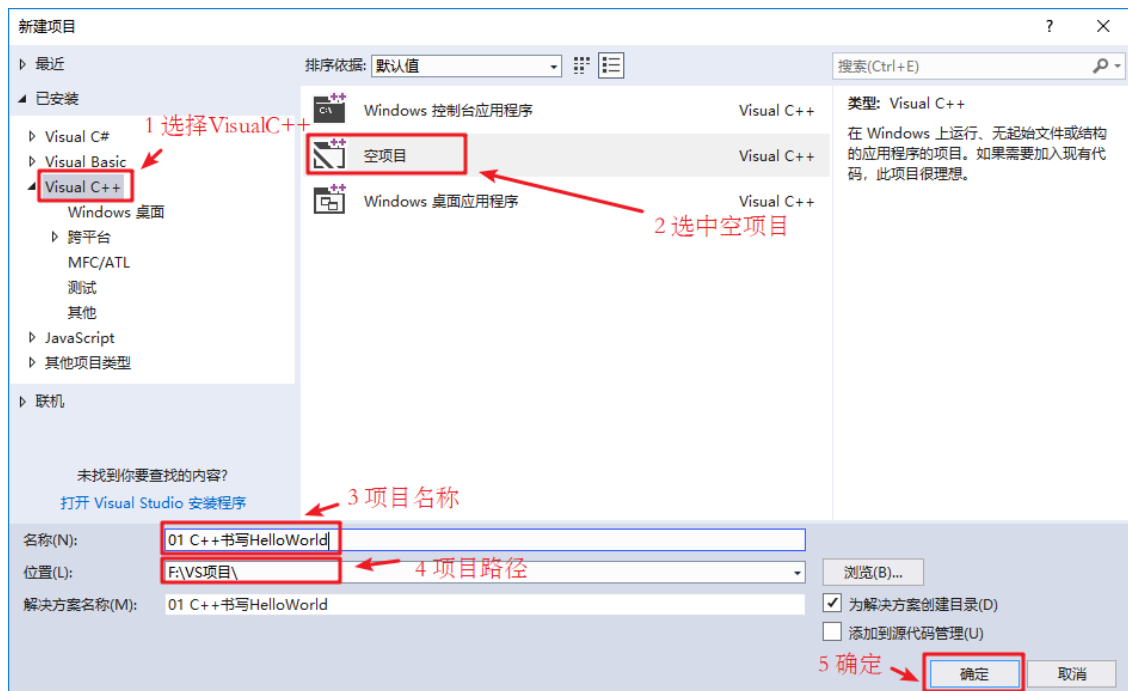 新建项目
?
最近
排序依据: 默认值
搜索(Ctrl+E)
已安装
1 选择VisualC++
Visual C#
Visual Basic
Visual C++
Windows 桌面
跨平台
MFC/ATL
测试
其他
JavaScript
其他项目类型
联机
未找到你要查找的内容?
打开 Visual Studio 安装程序
Windows 控制台应用程序 Visual C++
空项目 Visual C++
Windows 桌面应用程序 Visual C++
2 选中空项目
类型: Visual C++
在 Windows 上运行、无起始文件或结构
的应用程序的项目。如果需要加入现有代
码，此项目很理想。
3 项目名称
名称(N): 01 C++书写HelloWorld
位置(L): F:\VS项目\
4 项目路径
浏览(B)...
解决方案名称(M): 01 C++书写HelloWorld
为解决方案创建目录(D)
添加到源代码管理(U)
5 确定
确定
取消